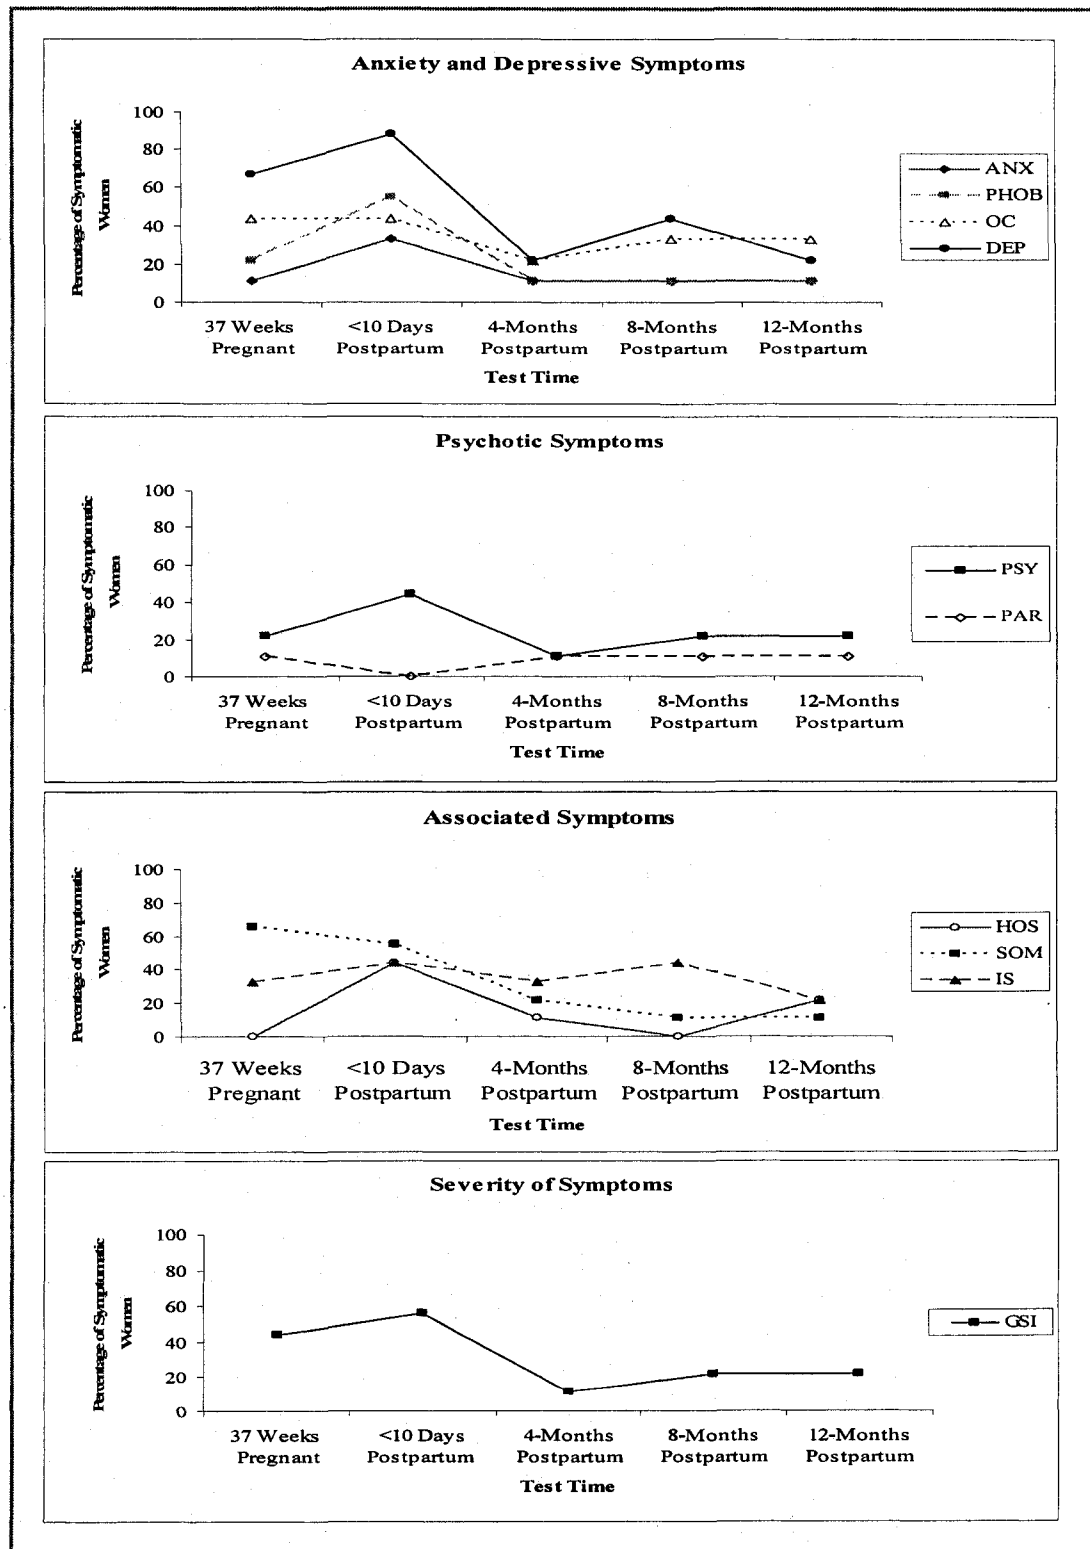 Anxiety and Depressive Symptoms
Percentage of Symptomatic
Women
100
80
60
40
20
0
37 Weeks
Pregnant
<10 Days
Postpartum
4-Months
Postpartum
8-Months
Postpartum
12-Months
Postpartum
Test Time
ANX
PHOB
OC
DEP
Psychotic Symptoms
Percentage of Symptomatic
Women
100
80
60
40
20
0
37 Weeks
Pregnant
<10 Days
Postpartum
4-Months
Postpartum
8-Months
Postpartum
12-Months
Postpartum
Test Time
PSY
PAR
Associated Symptoms
Percentage of Symptomatic
Women
100
80
60
40
20
0
37 Weeks
Pregnant
<10 Days
Postpartum
4-Months
Postpartum
8-Months
Postpartum
12-Months
Postpartum
Test Time
HOS
SOM
IS
Severity of Symptoms
Percentage of Symptomatic
Women
100
80
60
40
20
0
37 Weeks
Pregnant
<10 Days
Postpartum
4-Months
Postpartum
8-Months
Postpartum
12-Months
Postpartum
Test Time
GSI